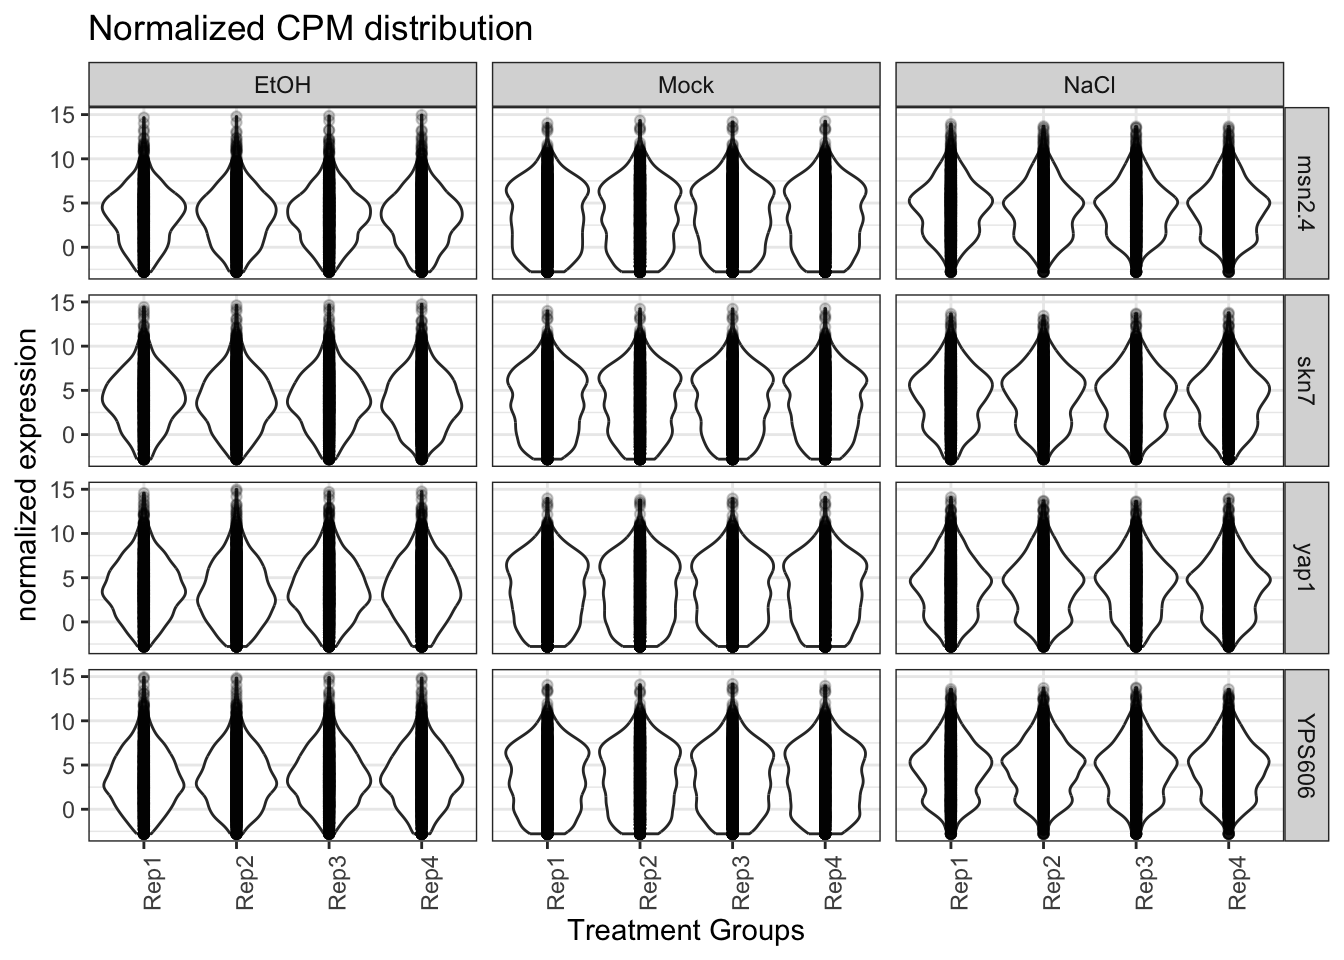 Normalized CPM distribution
EtOH
Mock
NaCl
15
10
5
0
msn2.4
15
10
5
0
skn7
15
10
5
0
yap1
15
10
5
0
YPS606
normalized expression
Rep1
Rep2
Rep3
Rep4
Rep1
Rep2
Rep3
Rep4
Rep1
Rep2
Rep3
Rep4
Treatment Groups